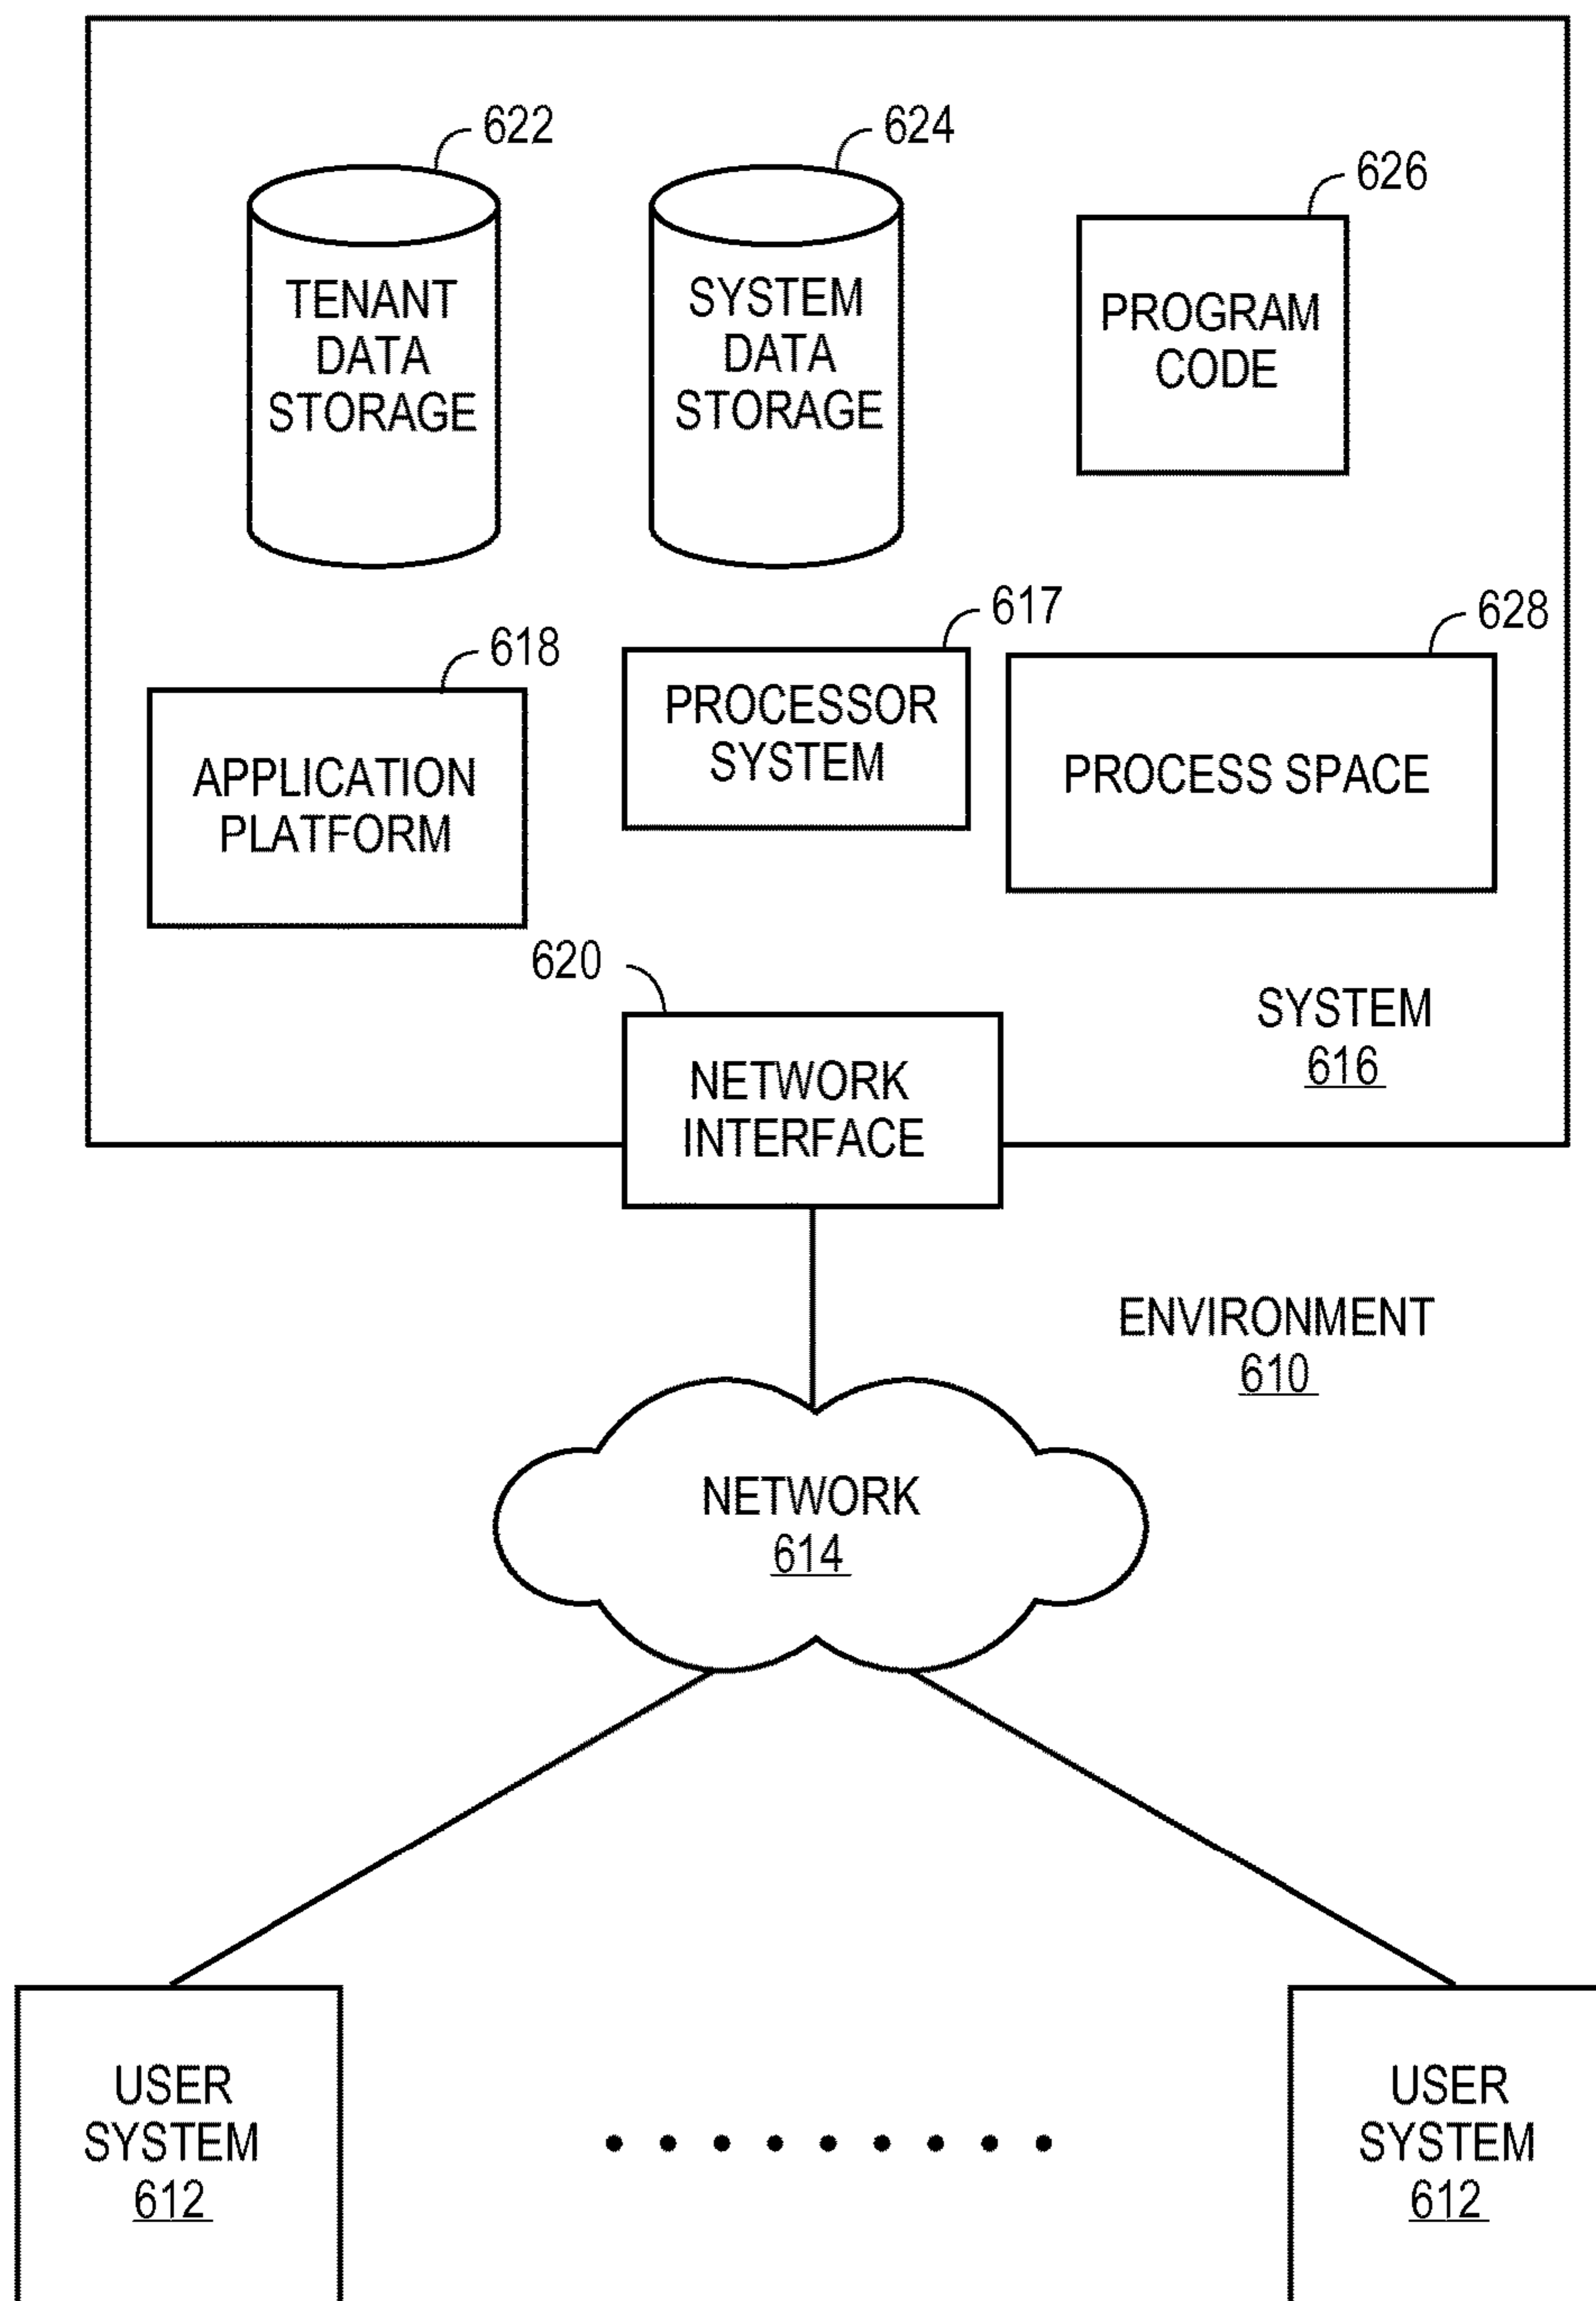 622
624
626
TENANT
DATA
STORAGE
SYSTEM
DATA
STORAGE
PROGRAM
CODE
618
617
628
APPLICATION
PLATFORM
PROCESSOR
SYSTEM
PROCESS SPACE
620
NETWORK
INTERFACE
SYSTEM
616
ENVIRONMENT
610
NETWORK
614
USER
SYSTEM
612
USER
SYSTEM
612